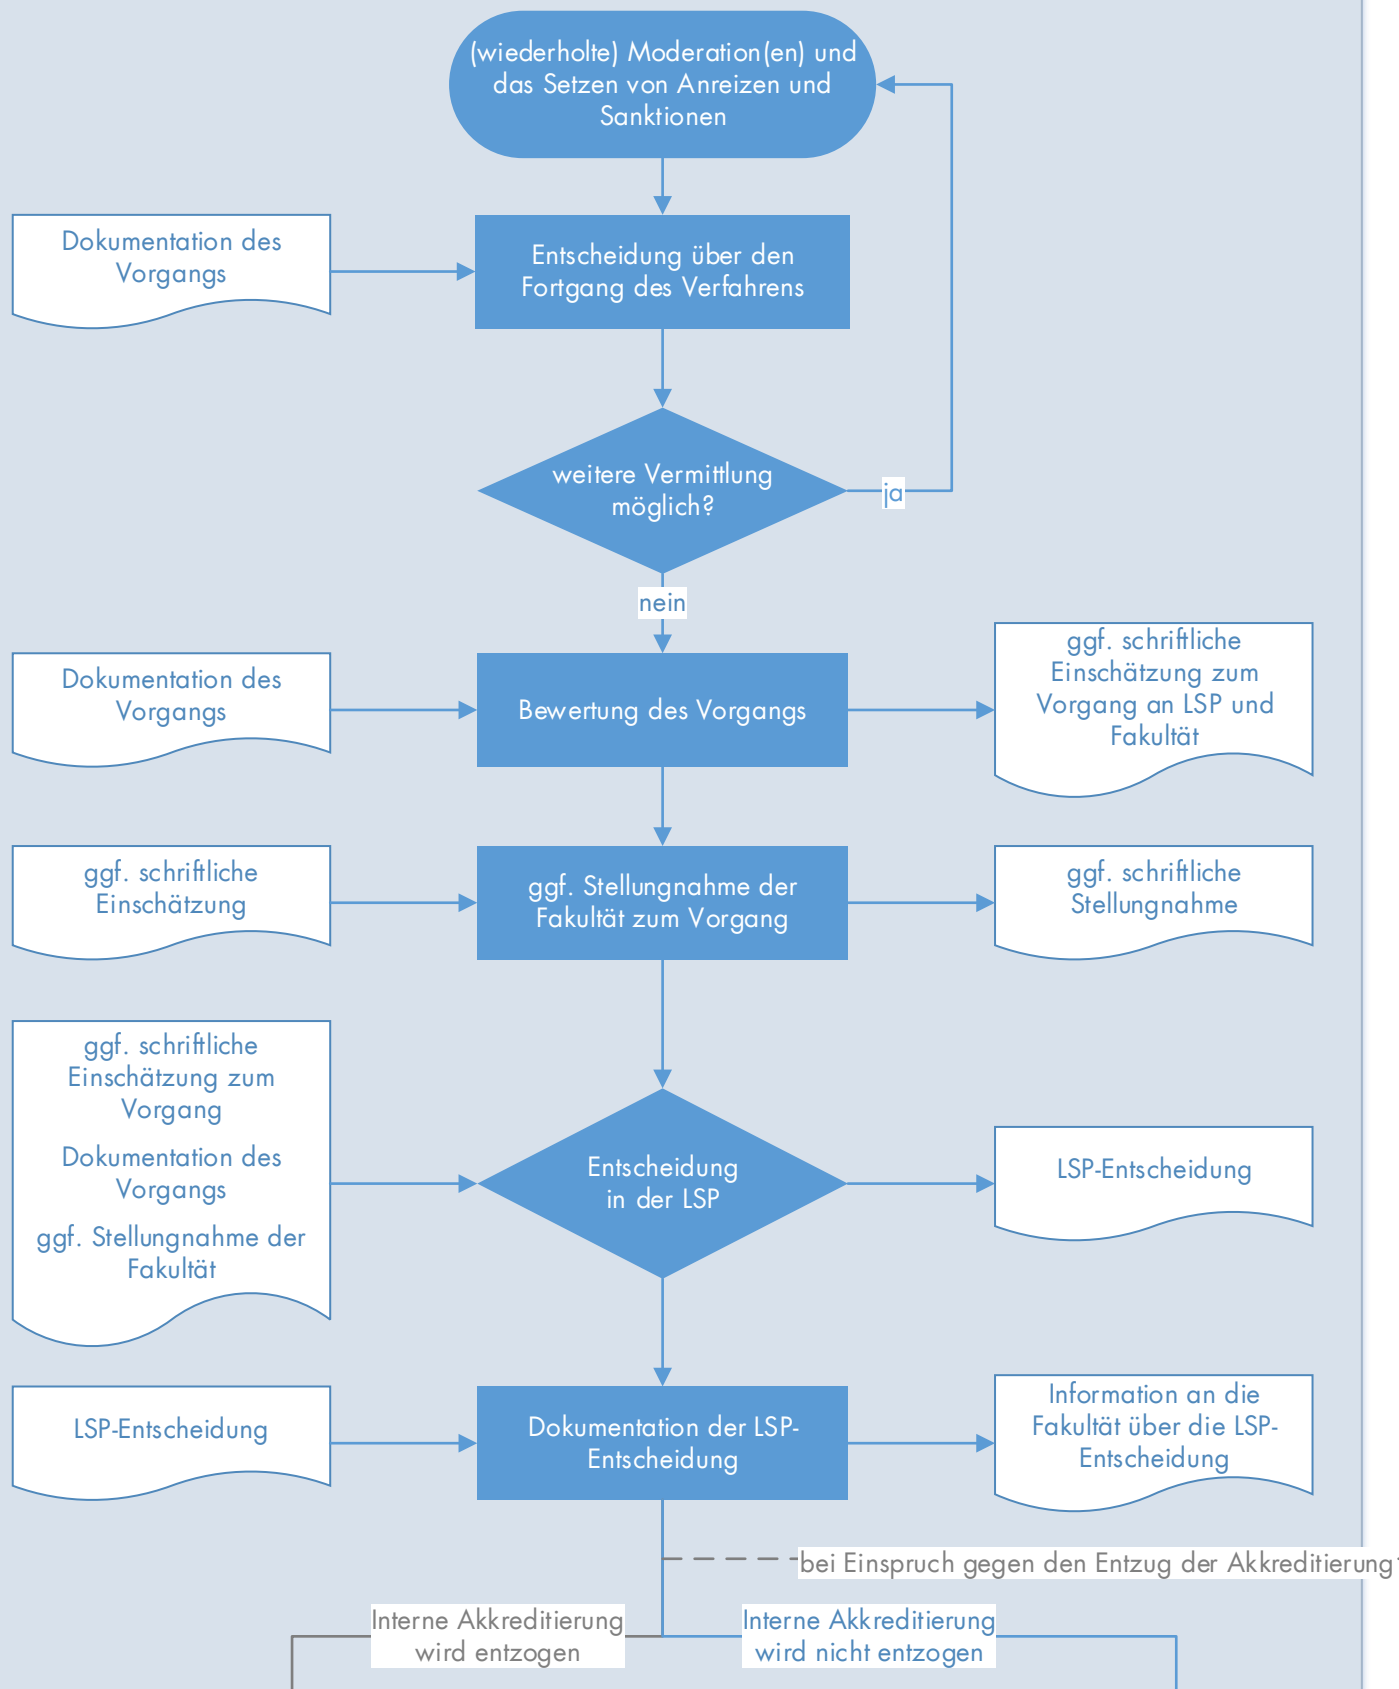 (wiederholte) Moderation(en) und
das Setzen von Anreizen und
Sanktionen
Dokumentation des
Vorgangs
Entscheidung über den
Fortgang des Verfahrens
weitere Vermittlung
möglich?
ja
nein
Dokumentation des
Vorgangs
Bewertung des Vorgangs
ggf. schriftliche
Einschätzung zum
Vorgang an LSP und
Fakultät
ggf. schriftliche
Einschätzung
ggf. Stellungnahme der
Fakultät zum Vorgang
ggf. schriftliche
Stellungnahme
ggf. schriftliche
Einschätzung zum
Vorgang
Dokumentation des
Vorgangs
ggf. Stellungnahme der
Fakultät
Entscheidung
in der LSP
LSP-Entscheidung
LSP-Entscheidung
Dokumentation der LSP-
Entscheidung
Information an die
Fakultät über die LSP-
Entscheidung
bei Einspruch gegen den Entzug der Akkreditierung
Interne Akkreditierung
wird entzogen
Interne Akkreditierung
wird nicht entzogen